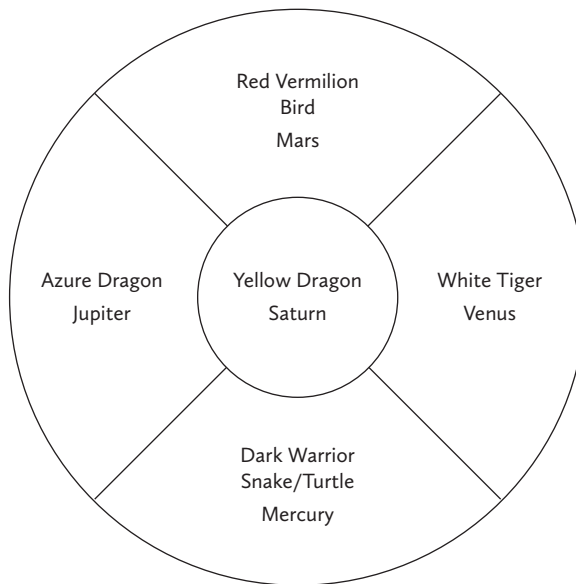 Red Vermilion
Bird
Mars
Azure Dragon
Jupiter
Yellow Dragon
Saturn
White Tiger
Venus
Dark Warrior
Snake/Turtle
Mercury